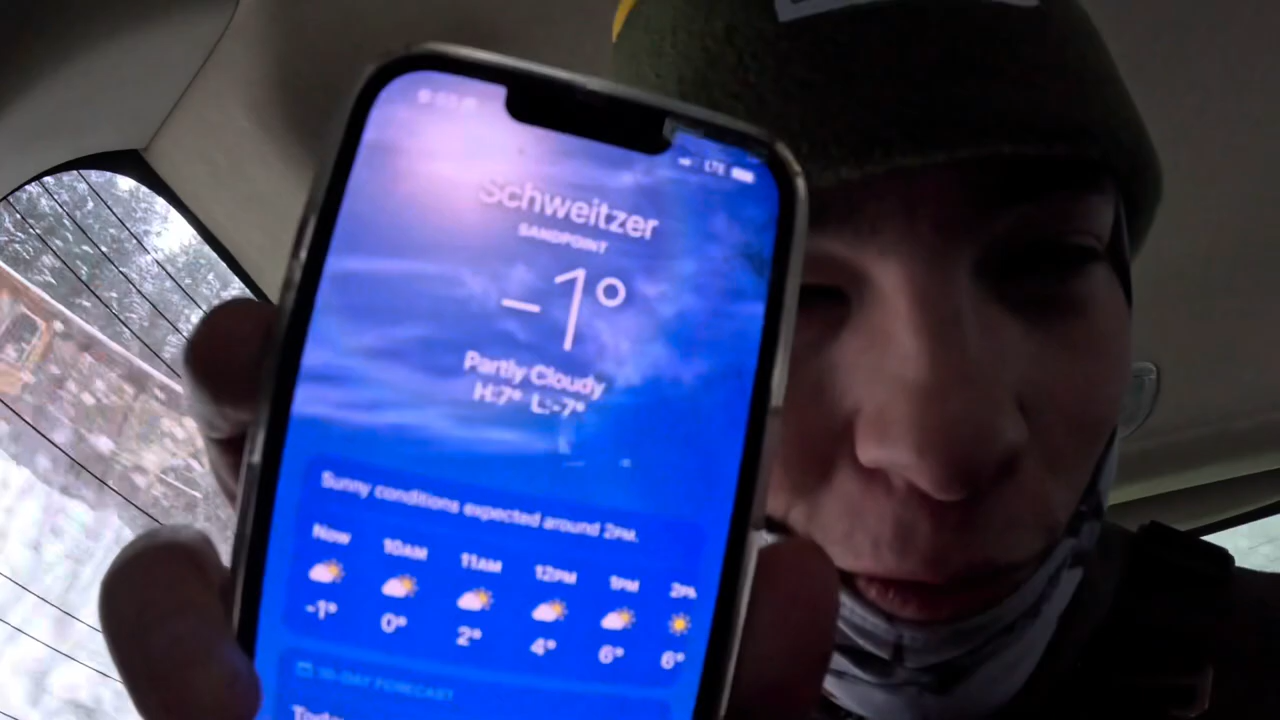 LTE
Schweitzer
SANDPOINT
-1°
Partly Cloudy
H:7° L:-7°
Sunny conditions expected around 2PM.
Now 10AM 11AM 12PM 1PM
-1° 0° 2° 4° 6° 6°
10-DAY FORECAST